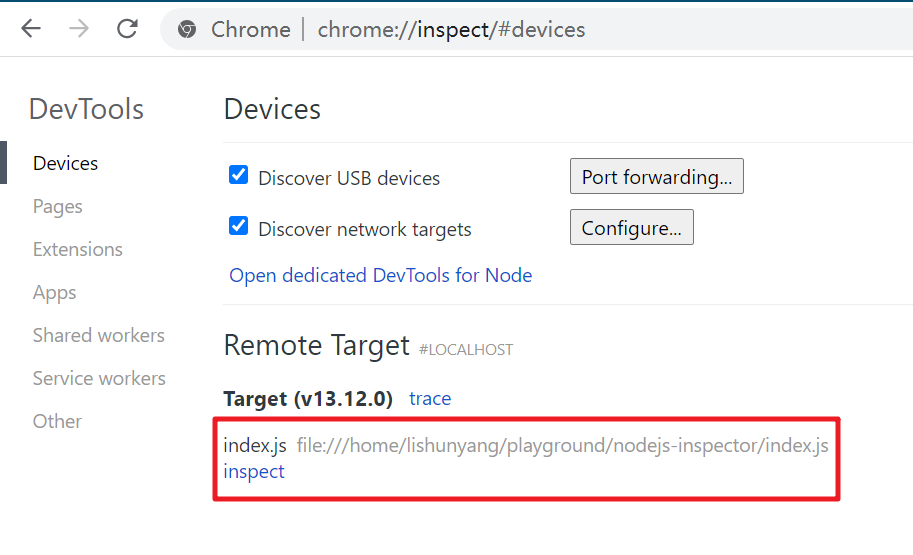 Chrome | chrome://inspect/#devices
DevTools
Devices
Pages
Extensions
Apps
Shared workers
Service workers
Other
Devices
Discover USB devices Port forwarding...
Discover network targets Configure...
Open dedicated DevTools for Node
Remote Target #LOCALHOST
Target (v13.12.0) trace
index.js file:///home/lishunyang/playground/nodejs-inspector/index.js
inspect